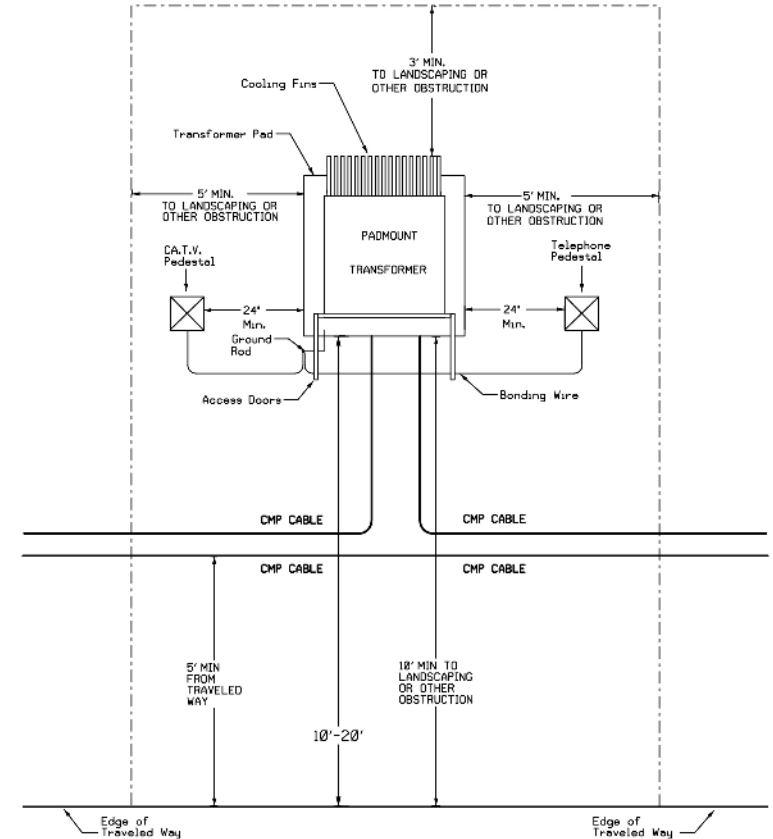 3' MIN.
TO LANDSCAPING OR
OTHER OBSTRUCTION
Cooling Fins
Transformer Pad
5' MIN.
TO LANDSCAPING OR
OTHER OBSTRUCTION
5' MIN.
TO LANDSCAPING OR
OTHER OBSTRUCTION
PADMOUNT
TRANSFORMER
CA.T.V.
Pedestal
Telephone
Pedestal
24"
Min.
24"
Min.
Ground
Rod
Access Doors
Bonding Wire
CMP CABLE
CMP CABLE
CMP CABLE
CMP CABLE
5' MIN
FROM
TRAVELED
WAY
10' MIN TO
LANDSCAPING
OR OTHER
OBSTRUCTION
10'-20'
Edge of
Traveled Way
Edge of
Traveled Way